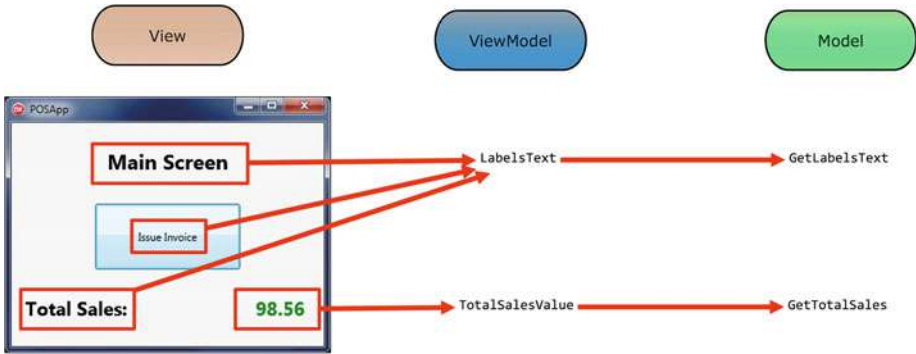 View
ViewModel
Model
POSApp
Main Screen
LabelsText
GetLabelsText
Issue Invoice
Total Sales:
98.56
TotalSalesValue
GetTotalSales